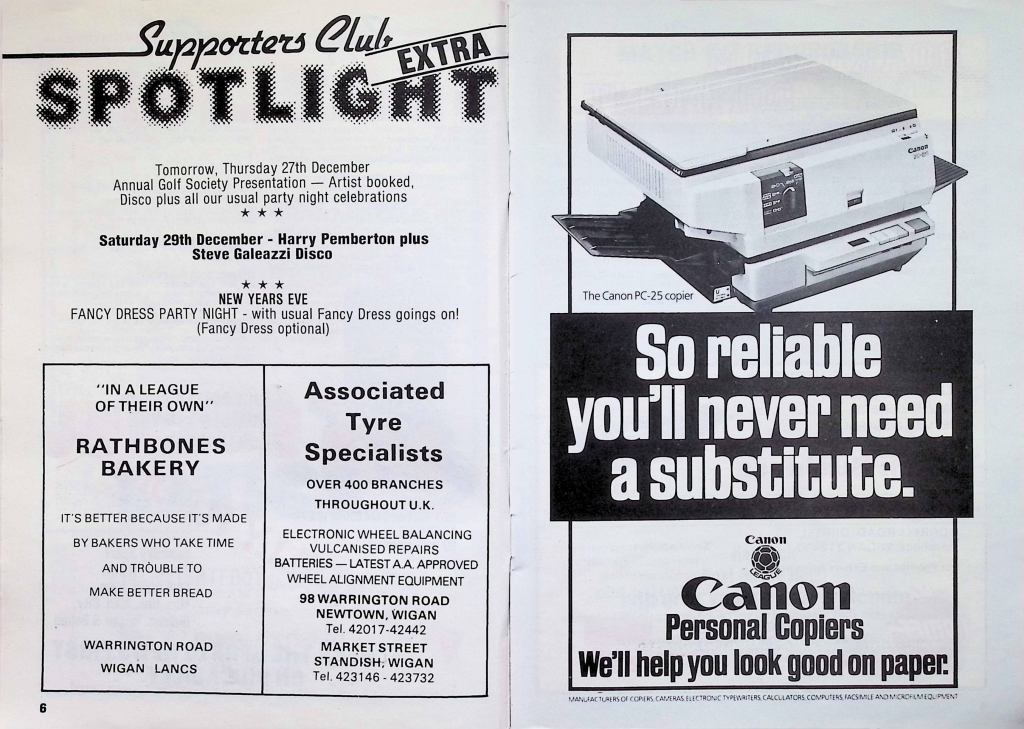 Supporters Club
EXTRA
SPOTLIGHT
Tomorrow, Thursday 27th December
Annual Golf Society Presentation — Artist booked,
Disco plus all our usual party night celebrations
★ ★ ★
Saturday 29th December - Harry Pemberton plus
Steve Galeazzi Disco
★ ★ ★
NEW YEARS EVE
FANCY DRESS PARTY NIGHT - with usual Fancy Dress goings on!
(Fancy Dress optional)
"IN A LEAGUE
OF THEIR OWN"
RATHBONES
BAKERY
IT'S BETTER BECAUSE IT'S MADE
BY BAKERS WHO TAKE TIME
AND TROUBLE TO
MAKE BETTER BREAD
WARRINGTON ROAD
WIGAN LANCS
Associated
Tyre
Specialists
OVER 400 BRANCHES
THROUGHOUT U.K.
ELECTRONIC WHEEL BALANCING
VULCANISED REPAIRS
BATTERIES — LATEST A.A. APPROVED
WHEEL ALIGNMENT EQUIPMENT
98 WARRINGTON ROAD
NEWTOWN, WIGAN
Tel. 42017-42442
MARKET STREET
STANDISH, WIGAN
Tel. 423146 - 423732
6
Canon
The Canon PC-25 copier
So reliable
you'll never need
a substitute.
Canon
LEAGUE
Canon
Personal Copiers
We'll help you look good on paper.
MANUFACTURERS OF COPIERS, CAMERAS, ELECTRONIC TYPEWRITERS, CALCULATORS, COMPUTERS, FACSIMILE AND MICROFILM EQUIPMENT